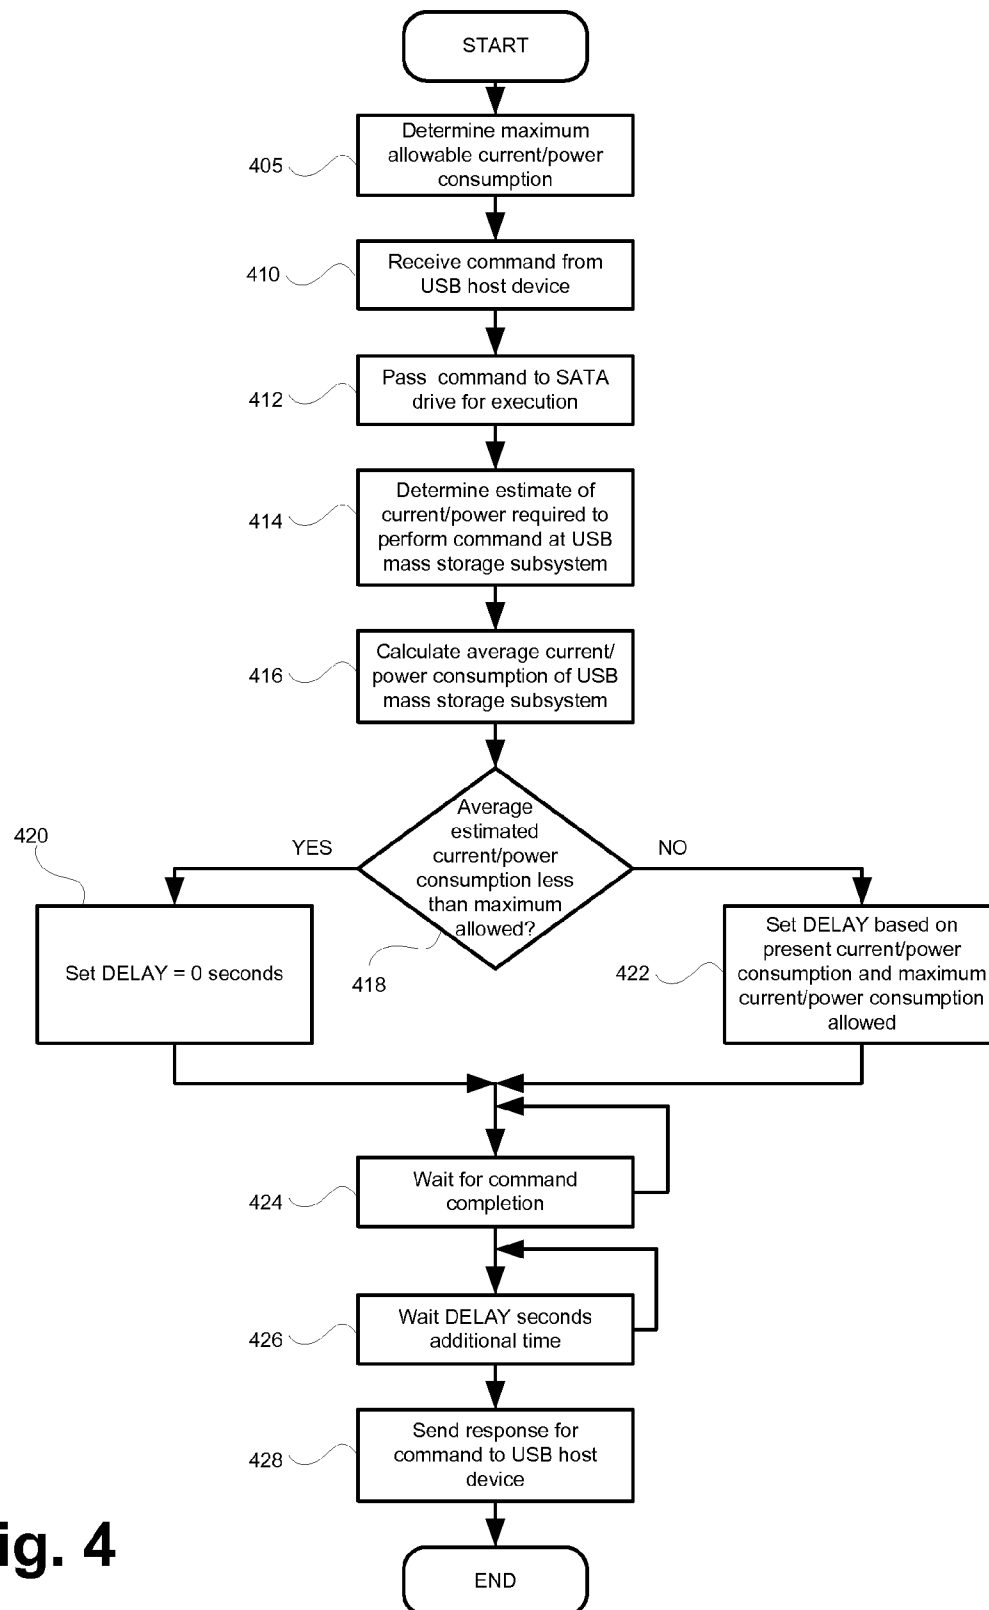 START
Determine maximum
allowable current/power
consumption
405
Receive command from
USB host device
410
Pass command to SATA
drive for execution
412
Determine estimate of
current/power required to
perform command at USB
mass storage subsystem
414
Calculate average current/
power consumption of USB
mass storage subsystem
416
Average
estimated
current/power
consumption less
than maximum
allowed?
418
YES
NO
420
Set DELAY = 0 seconds
Set DELAY based on
present current/power
consumption and maximum
current/power consumption
allowed
422
Wait for command
completion
424
Wait DELAY seconds
additional time
426
Send response for
command to USB host
device
428
END
ig. 4